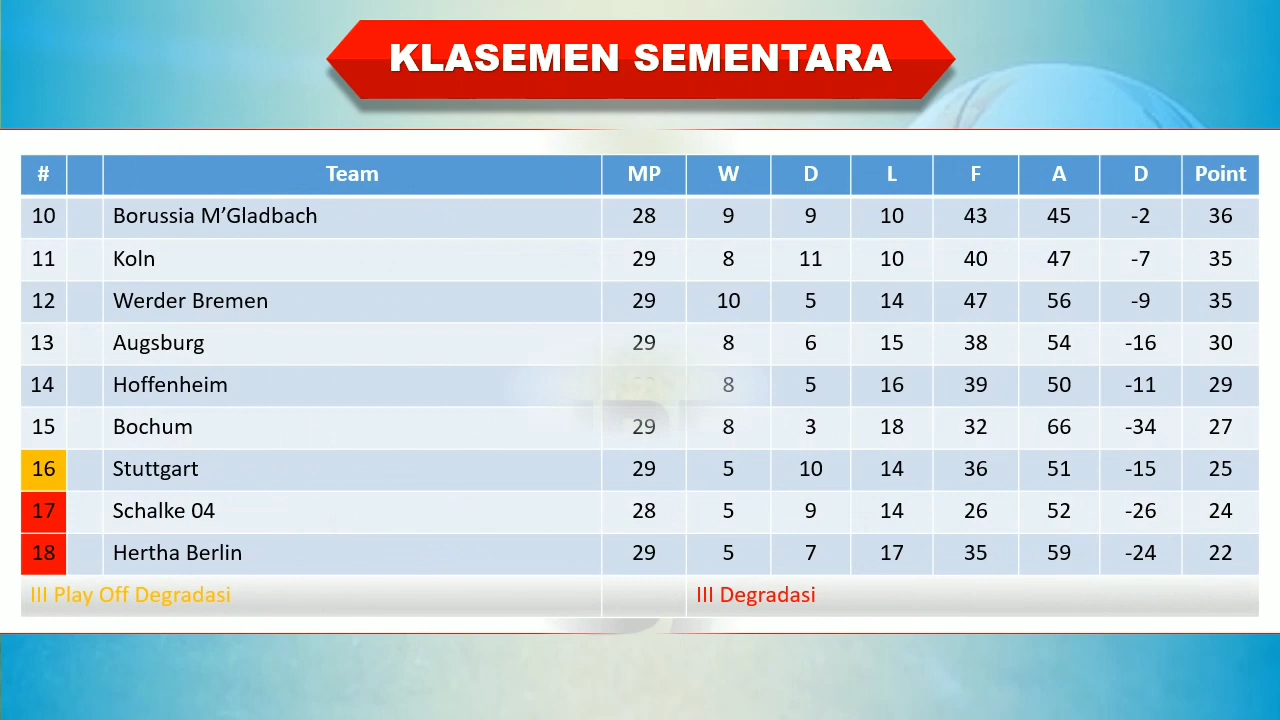 KLASEMEN SEMENTARA
# Team MP W D L F A D Point
10 Borussia M’Gladbach 28 9 9 10 43 45 -2 36
11 Koln 29 8 11 10 40 47 -7 35
12 Werder Bremen 29 10 5 14 47 56 -9 35
13 Augsburg 29 8 6 15 38 54 -16 30
14 Hoffenheim 8 5 16 39 50 -11 29
15 Bochum 29 8 3 18 32 66 -34 27
16 Stuttgart 29 5 10 14 36 51 -15 25
17 Schalke 04 28 5 9 14 26 52 -26 24
18 Hertha Berlin 29 5 7 17 35 59 -24 22
III Play Off Degradasi III Degradasi